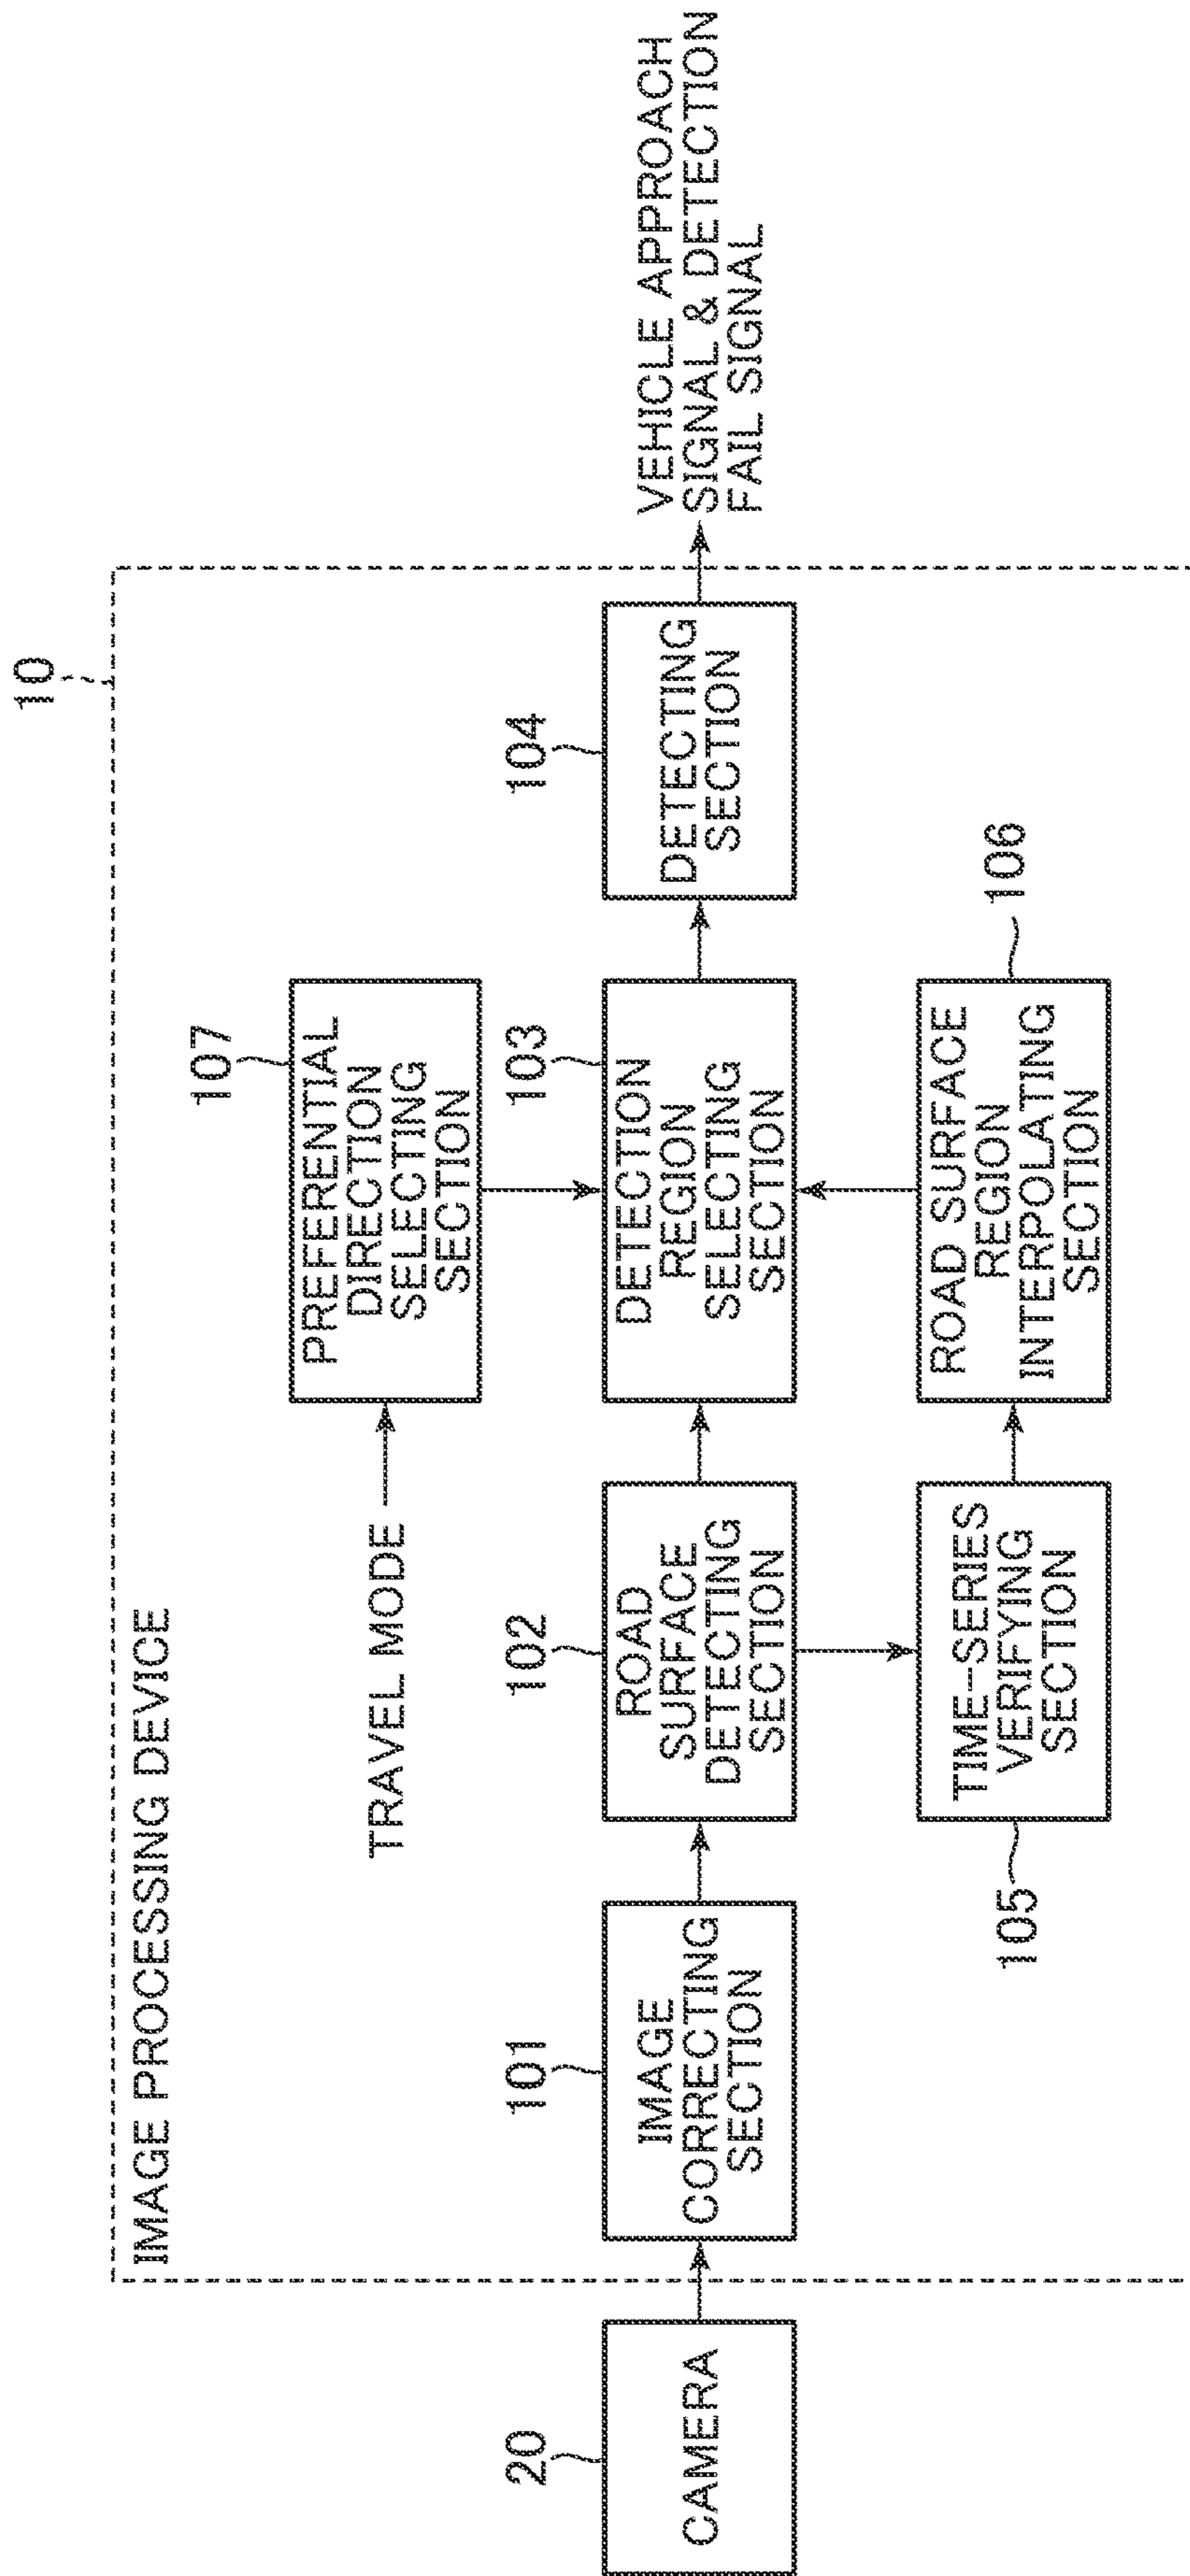 10
IMAGE PROCESSING DEVICE
107
TRAVEL MODE
PREFERENTIAL
DIRECTION
SELECTING
SECTION
20
CAMERA
101
IMAGE
CORRECTING
SECTION
102
ROAD
SURFACE
DETECTING
SECTION
103
DETECTION
REGION
SELECTING
SECTION
104
DETECTING
SECTION
VEHICLE APPROACH
SIGNAL & DETECTION
FAIL SIGNAL
105
TIME-SERIES
VERIFYING
SECTION
106
ROAD SURFACE
REGION
INTERPOLATING
SECTION